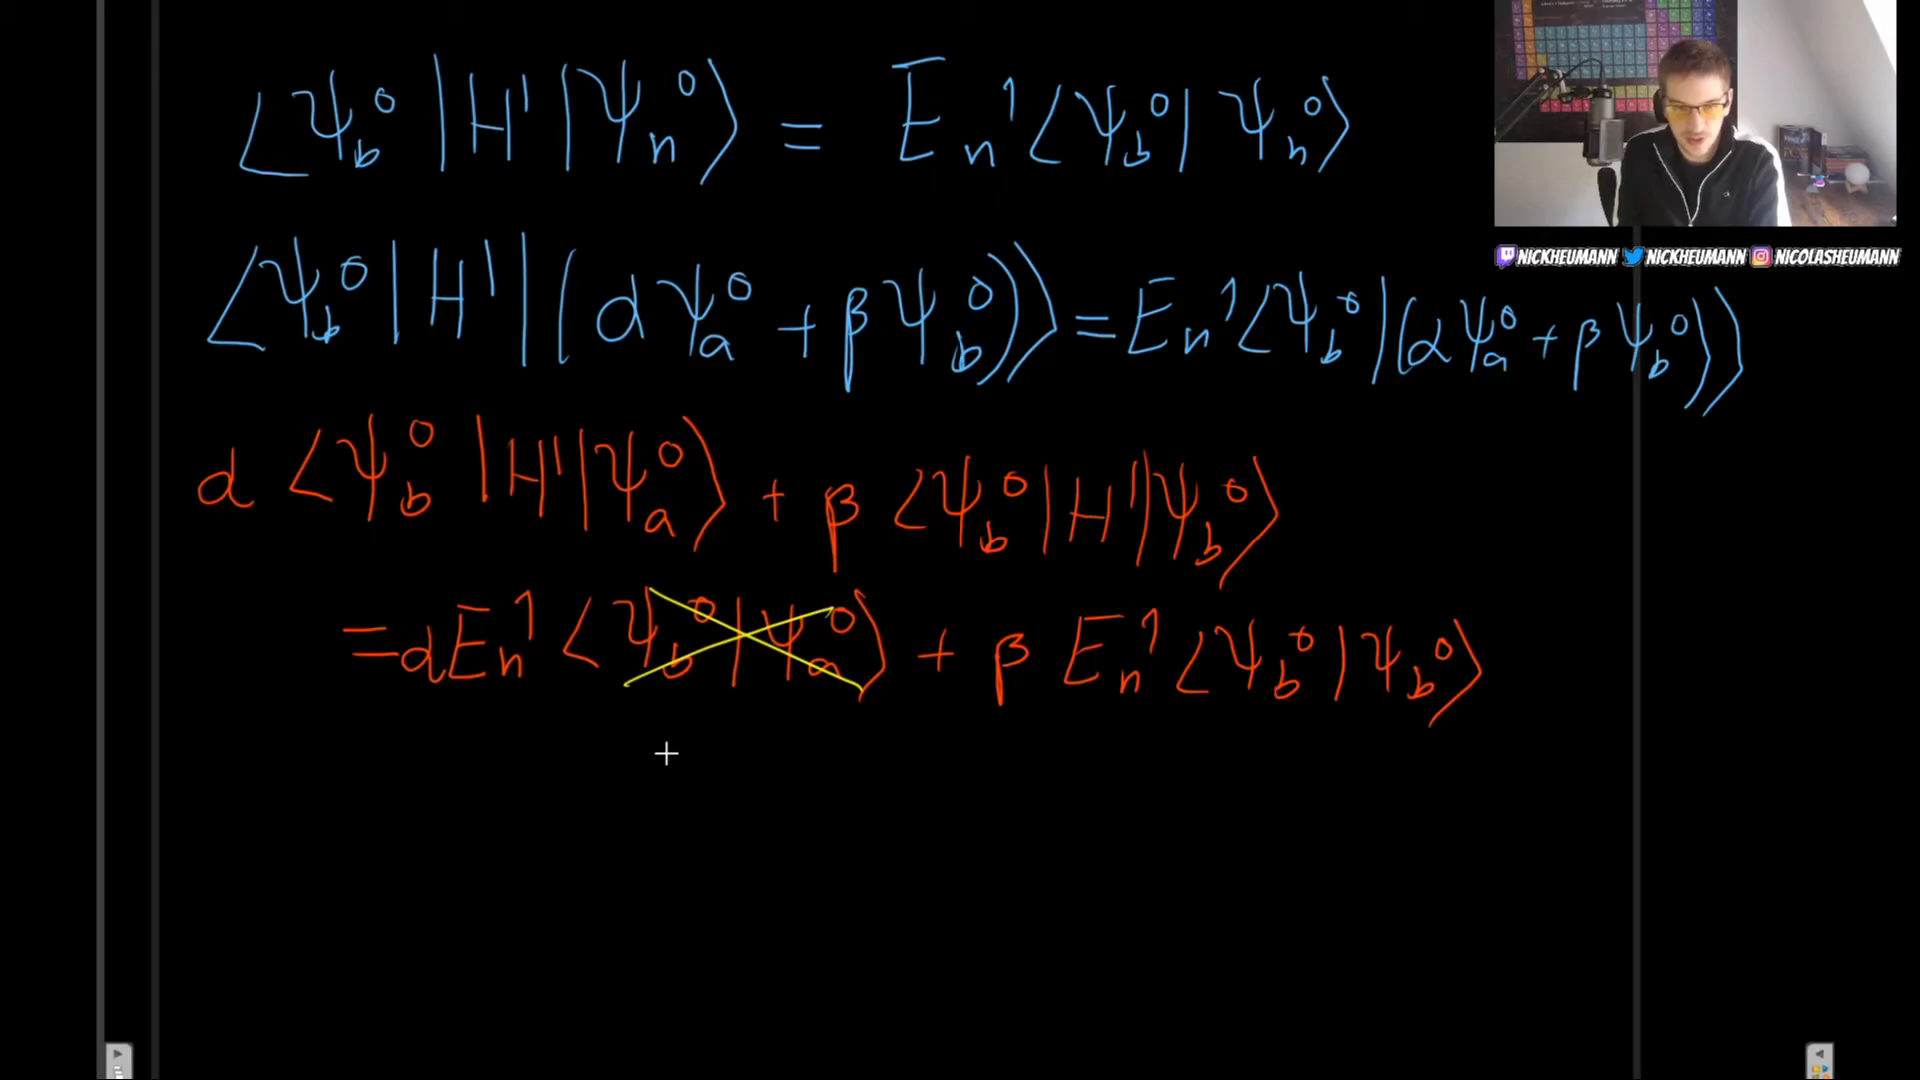 ⟨Ψ_b^0|H'|Ψ_n^0⟩ = E_n^1⟨Ψ_b^0|Ψ_n^0⟩
NICKHEUMANN NICKHEUMANN NICOLASHEUMANN
⟨Ψ_b^0|H'|(αΨ_a^0 + βΨ_b^0)⟩ = E_n^1⟨Ψ_b^0|(αΨ_a^0 + βΨ_b^0)⟩
α⟨Ψ_b^0|H'|Ψ_a^0⟩ + β⟨Ψ_b^0|H'|Ψ_b^0⟩
= αE_n^1⟨Ψ_b^0|Ψ_a^0⟩ + βE_n^1⟨Ψ_b^0|Ψ_b^0⟩